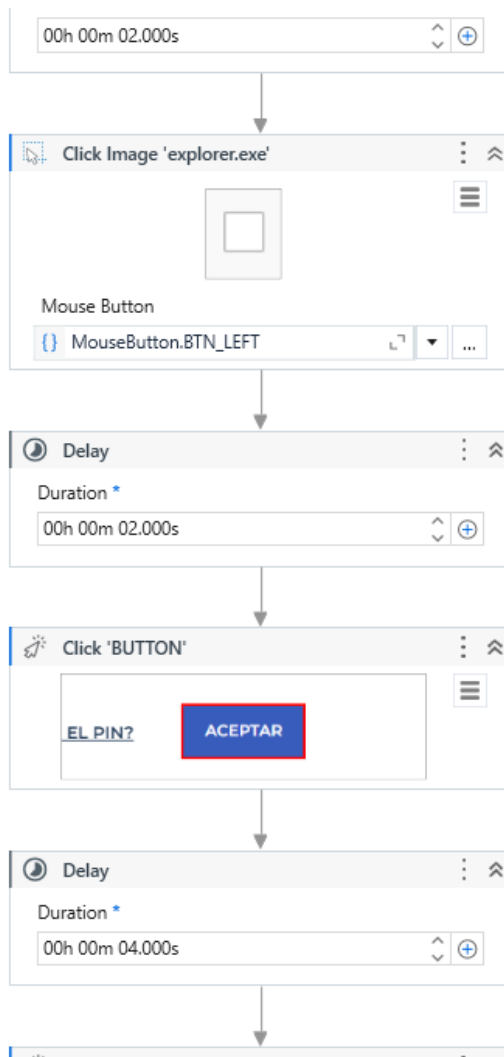 00h 00m 02.000s
Click Image 'explorer.exe'
Mouse Button
{} MouseButton.BTN_LEFT
...
Delay
Duration *
00h 00m 02.000s
Click 'BUTTON'
EL PIN? ACEPTAR
Delay
Duration *
00h 00m 04.000s